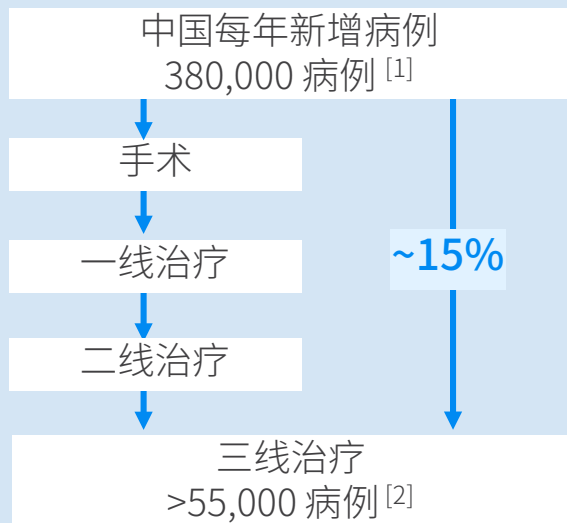 中国每年新增病例
380,000 病例 [1]
手术
一线治疗
~15%
二线治疗
三线治疗
>55,000 病例 [2]